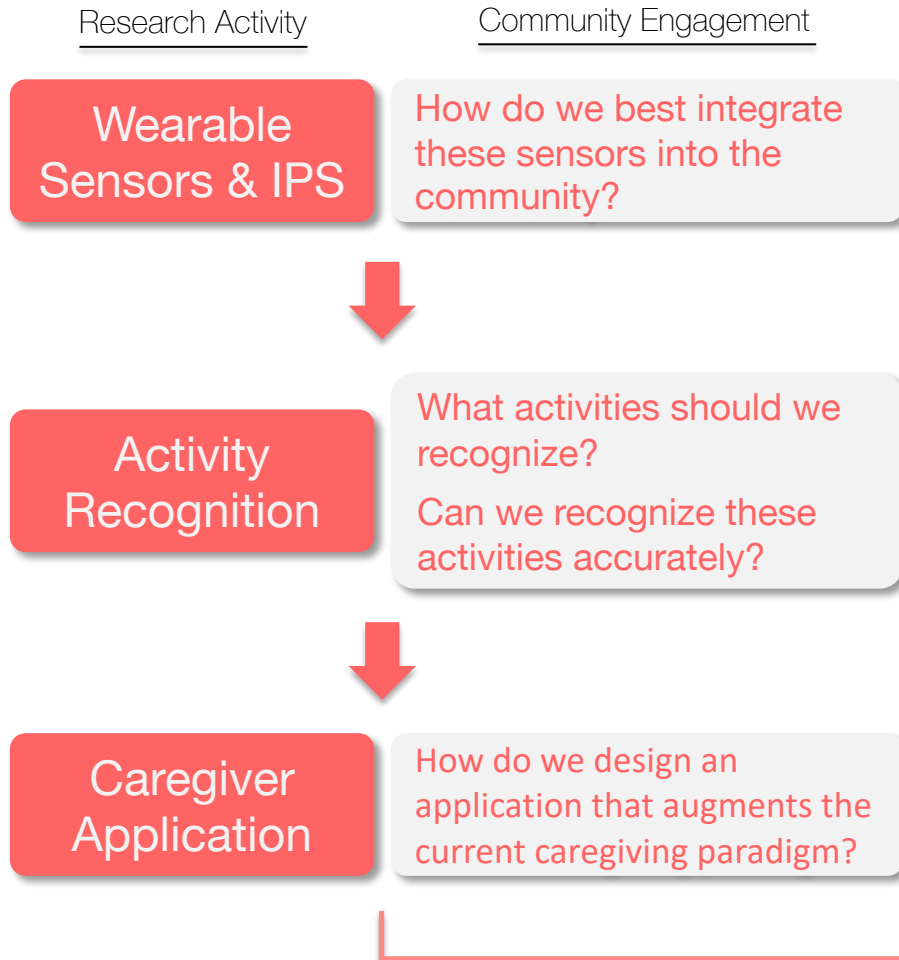 Research Activity
Community Engagement
Wearable
Sensors & IPS
How do we best integrate
these sensors into the
community?
Activity
Recognition
What activities should we
recognize?
Can we recognize these
activities accurately?
Caregiver
Application
How do we design an
application that augments the
current caregiving paradigm?